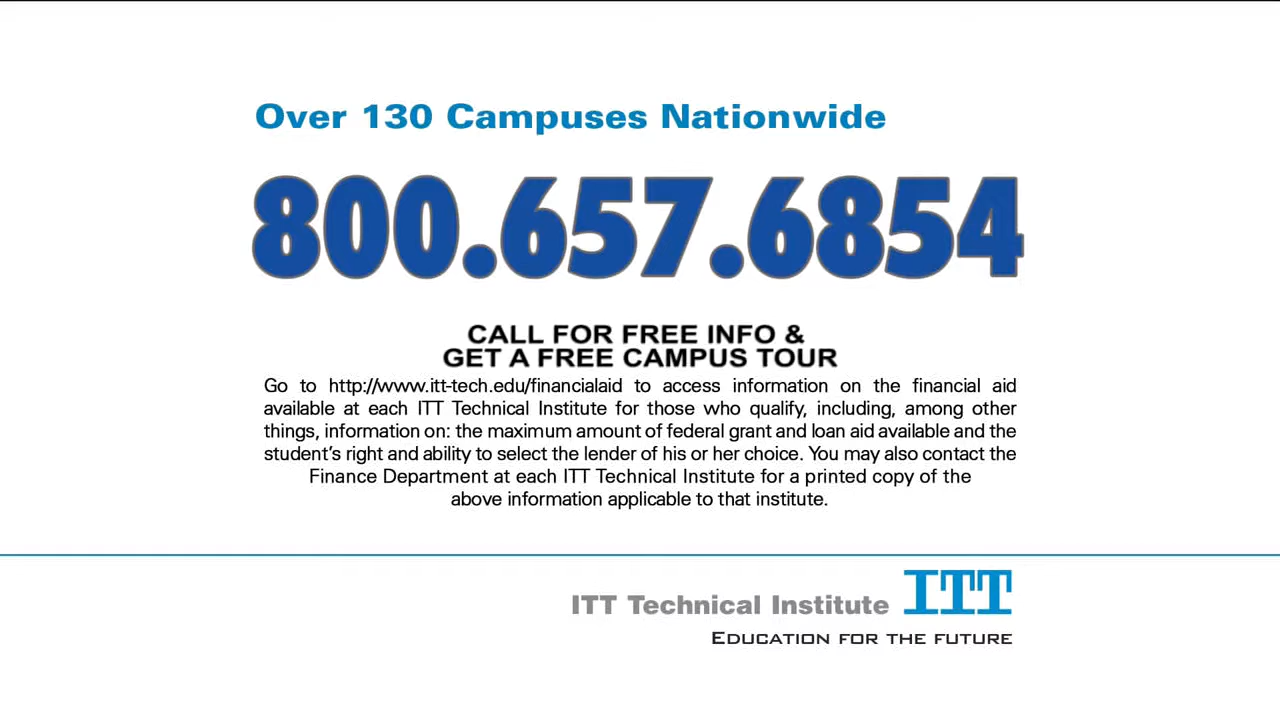 Over 130 Campuses Nationwide
800.657.6854
CALL FOR FREE INFO &
GET A FREE CAMPUS TOUR
Go to http://www.itt-tech.edu/financialaid to access information on the financial aid
available at each ITT Technical Institute for those who qualify, including, among other
things, information on: the maximum amount of federal grant and loan aid available and the
student's right and ability to select the lender of his or her choice. You may also contact the
Finance Department at each ITT Technical Institute for a printed copy of the
above information applicable to that institute.
ITT Technical Institute ITT
EDUCATION FOR THE FUTURE